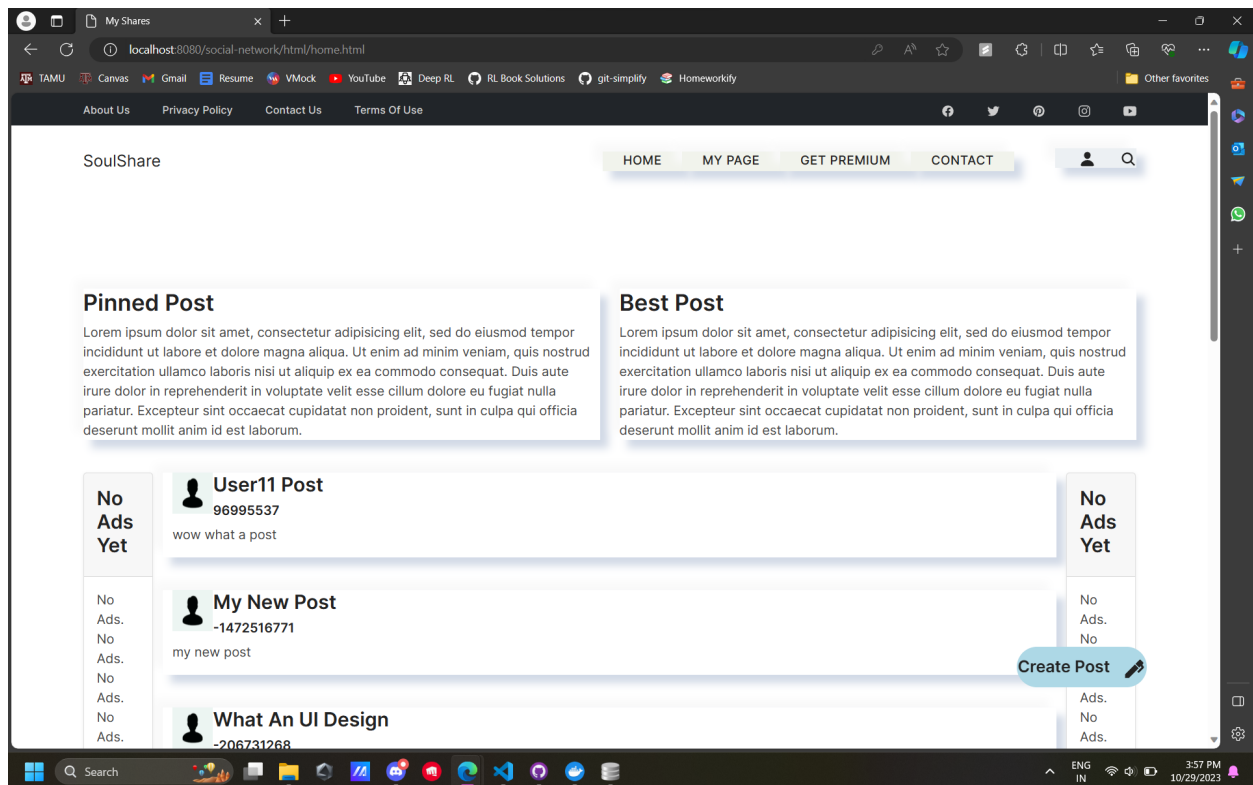 My Shares
localhost:8080/social-network/html/home.html
TAMU Canvas Gmail Resume VMock YouTube Deep RL RL Book Solutions git-simplify Homeworkify Other favorites
About Us Privacy Policy Contact Us Terms Of Use
SoulShare HOME MY PAGE GET PREMIUM CONTACT
Pinned Post
Lorem ipsum dolor sit amet, consectetur adipisicing elit, sed do eiusmod tempor
incididunt ut labore et dolore magna aliqua. Ut enim ad minim veniam, quis nostrud
exercitation ullamco laboris nisi ut aliquip ex ea commodo consequat. Duis aute
irure dolor in reprehenderit in voluptate velit esse cillum dolore eu fugiat nulla
pariatur. Excepteur sint occaecat cupidatat non proident, sunt in culpa qui officia
deserunt mollit anim id est laborum.
Best Post
Lorem ipsum dolor sit amet, consectetur adipisicing elit, sed do eiusmod tempor
incididunt ut labore et dolore magna aliqua. Ut enim ad minim veniam, quis nostrud
exercitation ullamco laboris nisi ut aliquip ex ea commodo consequat. Duis aute
irure dolor in reprehenderit in voluptate velit esse cillum dolore eu fugiat nulla
pariatur. Excepteur sint occaecat cupidatat non proident, sunt in culpa qui officia
deserunt mollit anim id est laborum.
No
Ads
Yet
No
Ads.
No
Ads.
No
Ads.
No
Ads.
User11 Post
96995537
wow what a post
My New Post
-1472516771
my new post
What An UI Design
-206731268
No
Ads
Yet
No
Ads.
No
Create Post
Ads.
No
Ads.
Search
ENG
IN
3:57 PM
10/29/2023